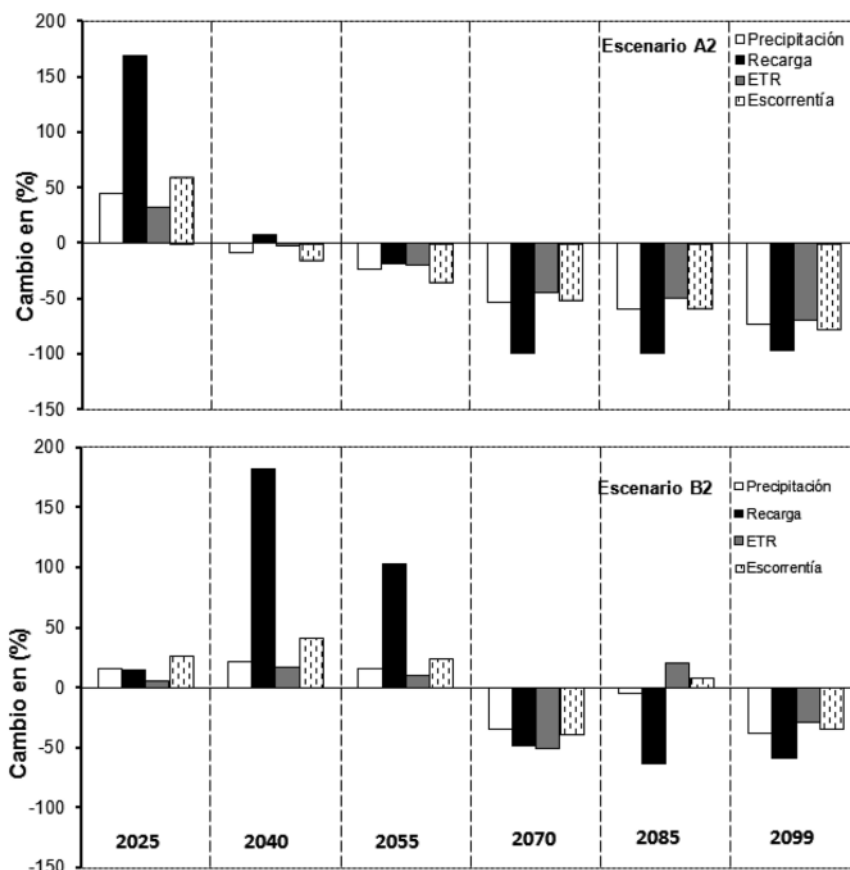 200
150
100
50
0
-50
-100
-150
Cambio en (%)
Escenario A2
Precipitación
Recarga
ETR
Escorrentía
200
150
100
50
0
-50
-100
-150
Cambio en (%)
Escenario B2
Precipitación
Recarga
ETR
Escorrentía
2025 2040 2055 2070 2085 2099